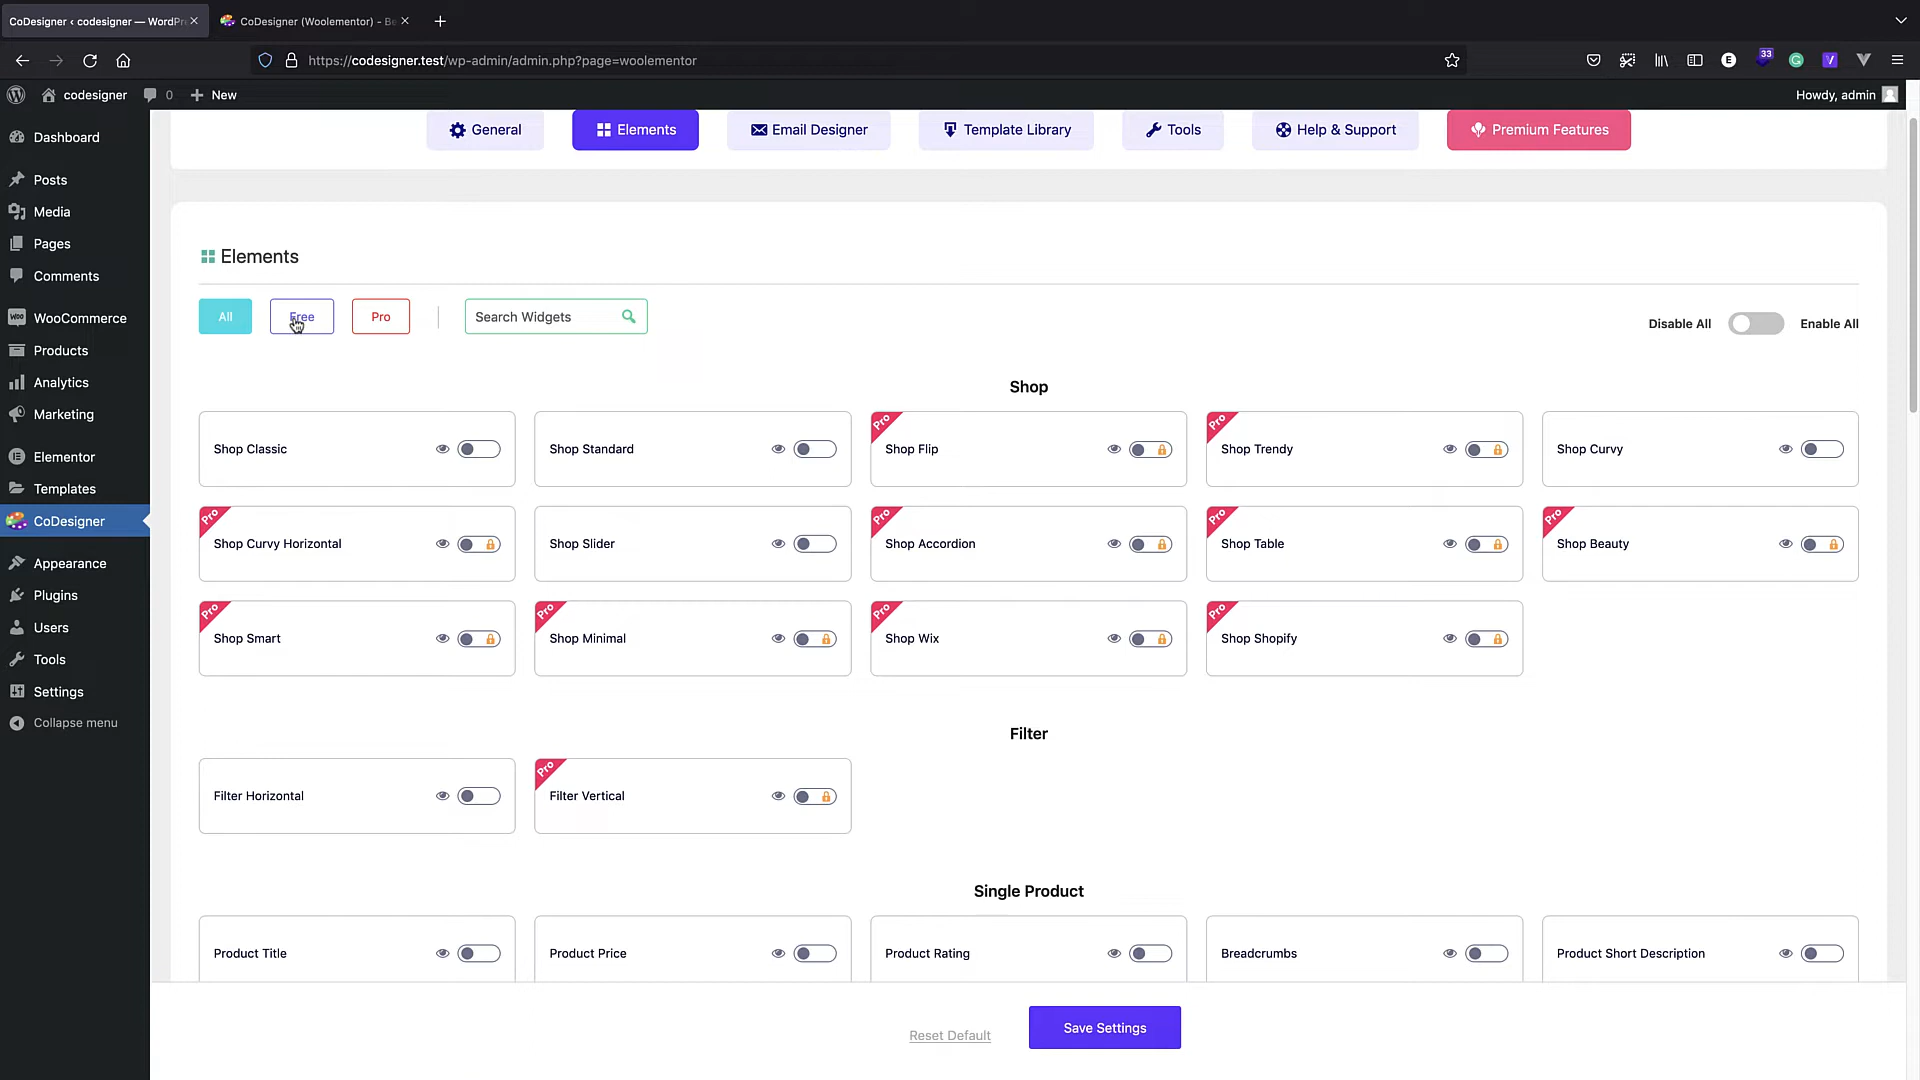 CoDesigner ‹ codesigner — WordPr
CoDesigner (Woolementor) - Be
https://codesigner.test/wp-admin/admin.php?page=woolementor
33
codesigner 0 New
Howdy, admin
Dashboard
Posts
Media
Pages
Comments
WooCommerce
Products
Analytics
Marketing
Elementor
Templates
CoDesigner
Appearance
Plugins
Users
Tools
Settings
Collapse menu
General Elements Email Designer Template Library Tools Help & Support Premium Features
Elements
All Free Pro Search Widgets Disable All Enable All
Shop
Shop Classic Shop Standard Pro Shop Flip Pro Shop Trendy Shop Curvy
Pro Shop Curvy Horizontal Shop Slider Pro Shop Accordion Pro Shop Table Pro Shop Beauty
Pro Shop Smart Pro Shop Minimal Pro Shop Wix Pro Shop Shopify
Filter
Filter Horizontal Pro Filter Vertical
Single Product
Product Title Product Price Product Rating Breadcrumbs Product Short Description
Reset Default Save Settings